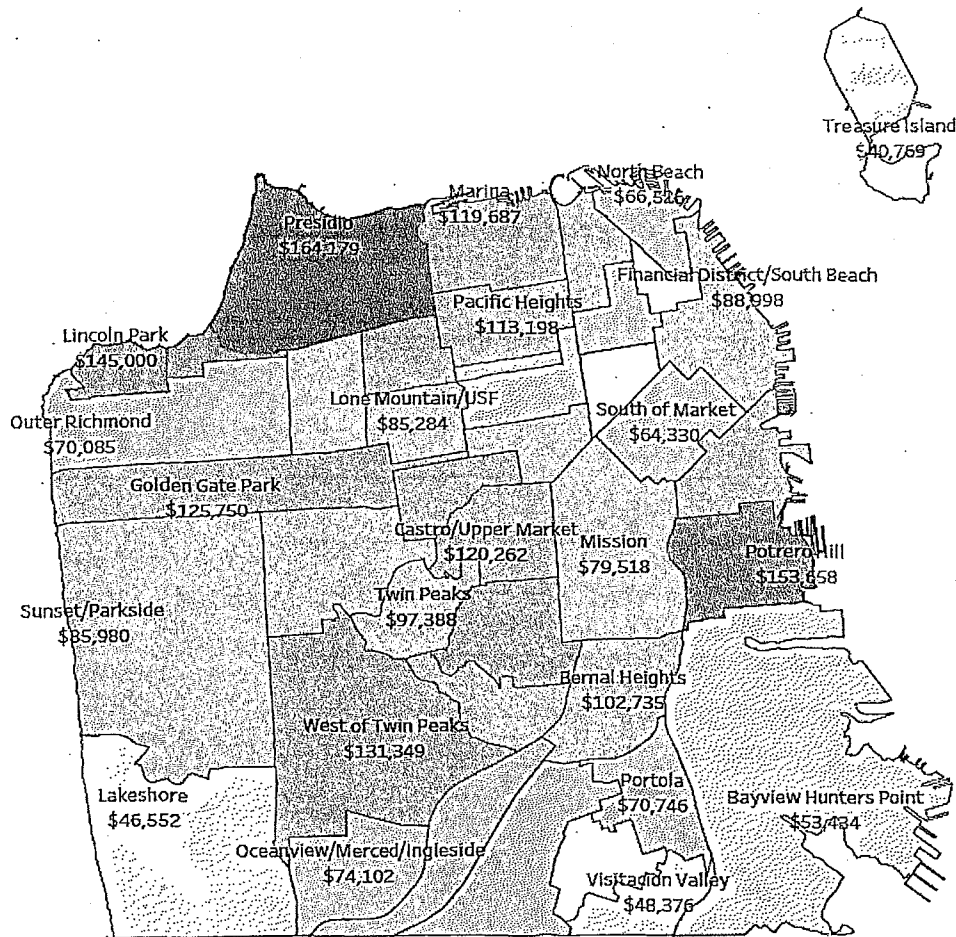 Treasure Island
$40,769
North Beach
$66,326
Marina
$119,687
Presidio
$164,179
Financial District/South Beach
$88,998
Pacific Heights
$113,198
Lincoln Park
$145,000
Lone Mountain/USF
$85,284
South of Market
$64,330
Outer Richmond
$70,085
Golden Gate Park
$125,750
Castro/Upper Market
$120,262
Mission
$79,518
Potrero Hill
$153,658
Twin Peaks
$97,388
Sunset/Parkside
$85,980
Bernal Heights
$102,735
West of Twin Peaks
$131,349
Portola
$70,746
Lakeshore
$46,552
Bayview Hunters Point
$53,434
Oceanview/Merced/Ingleside
$74,102
Visitacion Valley
$48,376